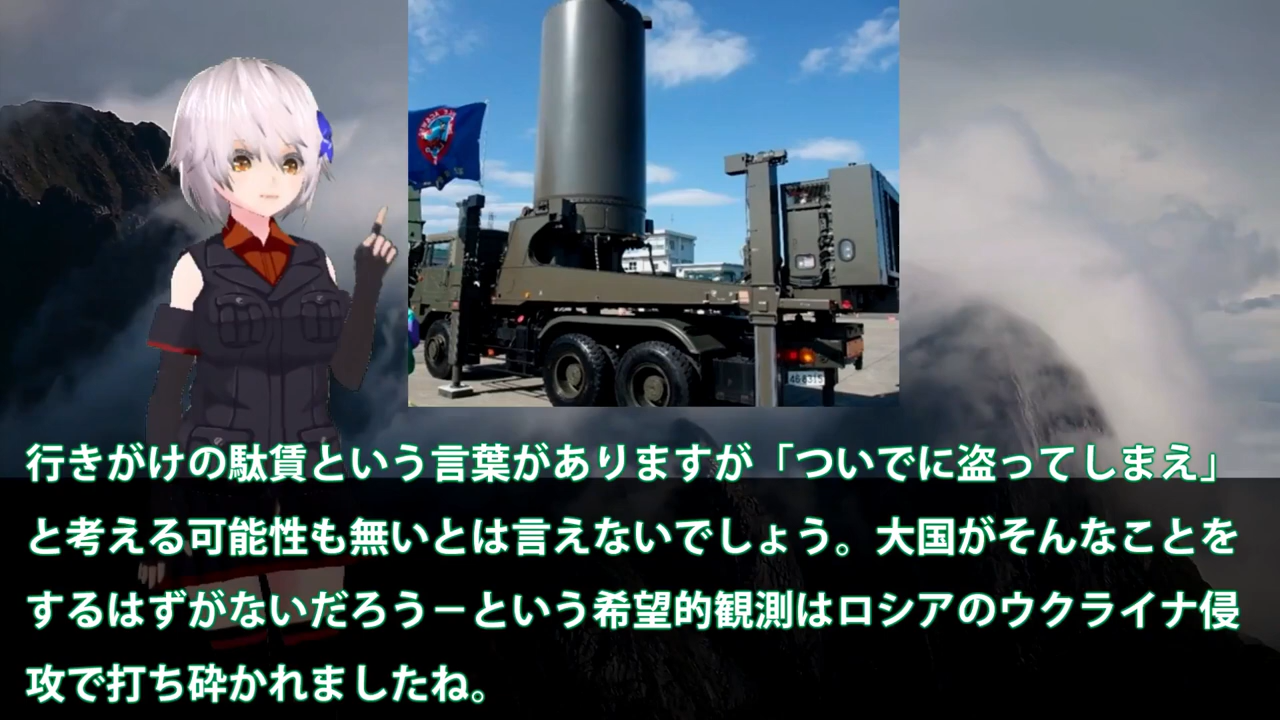 46-8315
行きがけの駄賃という言葉がありますが「ついでに盗ってしまえ」
と考える可能性も無いとは言えないでしょう。大国がそんなことを
するはずがないだろう－という希望的観測はロシアのウクライナ侵
攻で打ち砕かれましたね。